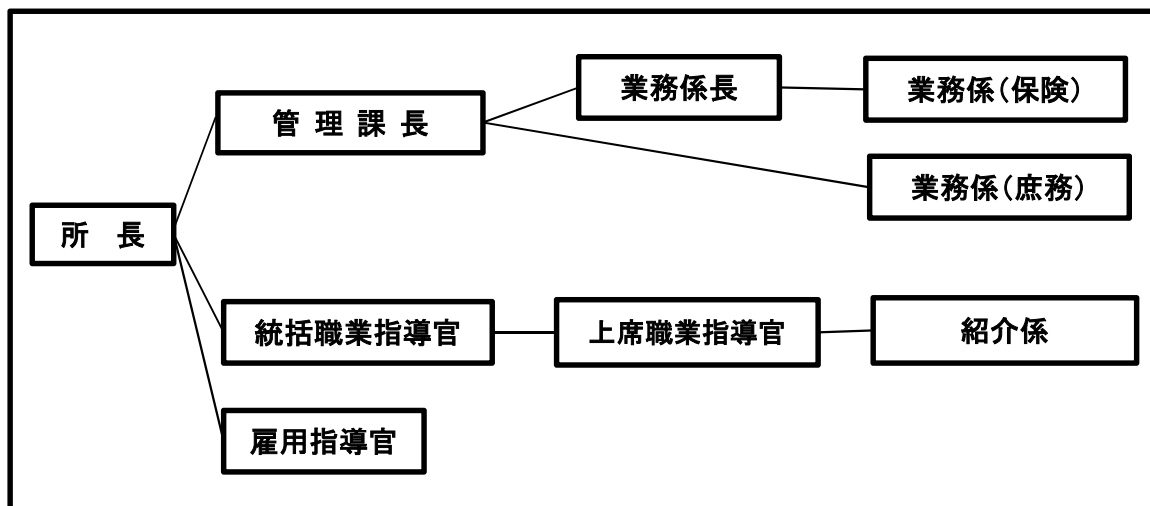 業務係長
業務係(保険)
管 理 課 長
業務係(庶務)
所　長
統括職業指導官
上席職業指導官
紹介係
雇用指導官